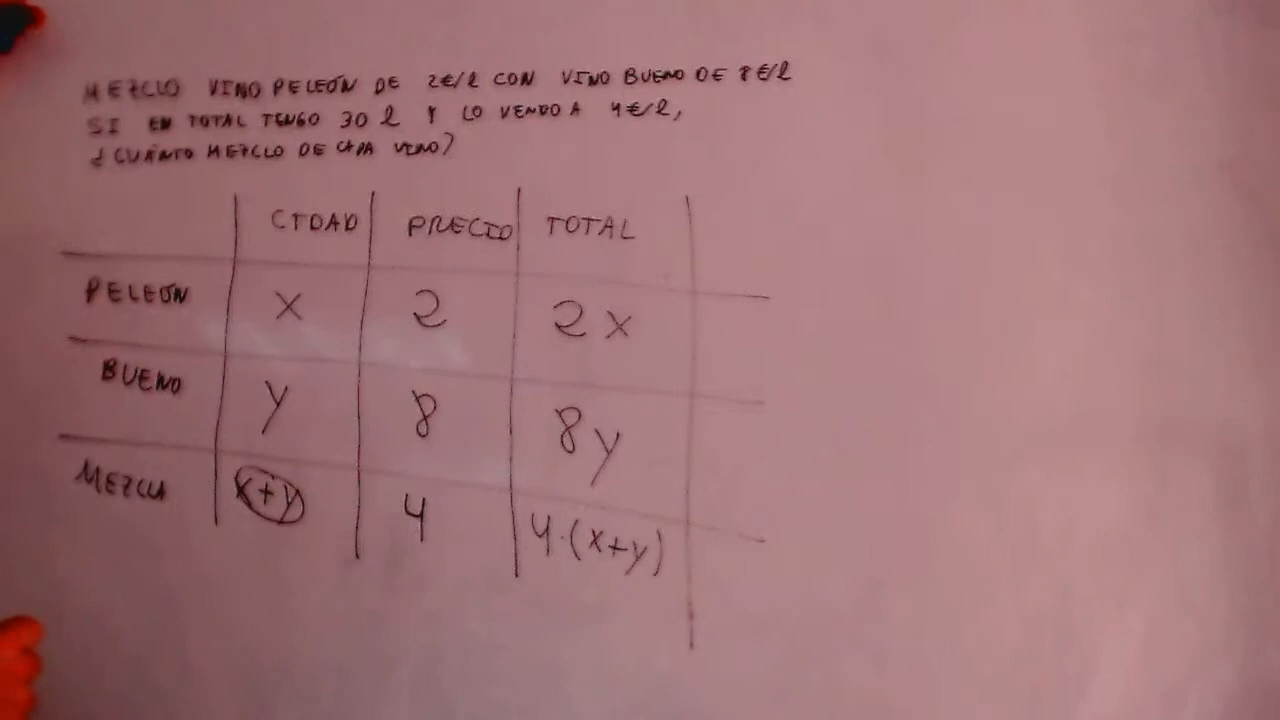 MEZCLO VINO PELEÓN DE 2€/l CON VINO BUENO DE 8€/l
SI EN TOTAL TENGO 30 l Y LO VENDO A 4€/l,
¿CUÁNTO MEZCLO DE CADA VINO?
CTDAD PRECIO TOTAL
PELEÓN x 2 2x
BUENO y 8 8y
MEZCLA x+y 4 4·(x+y)